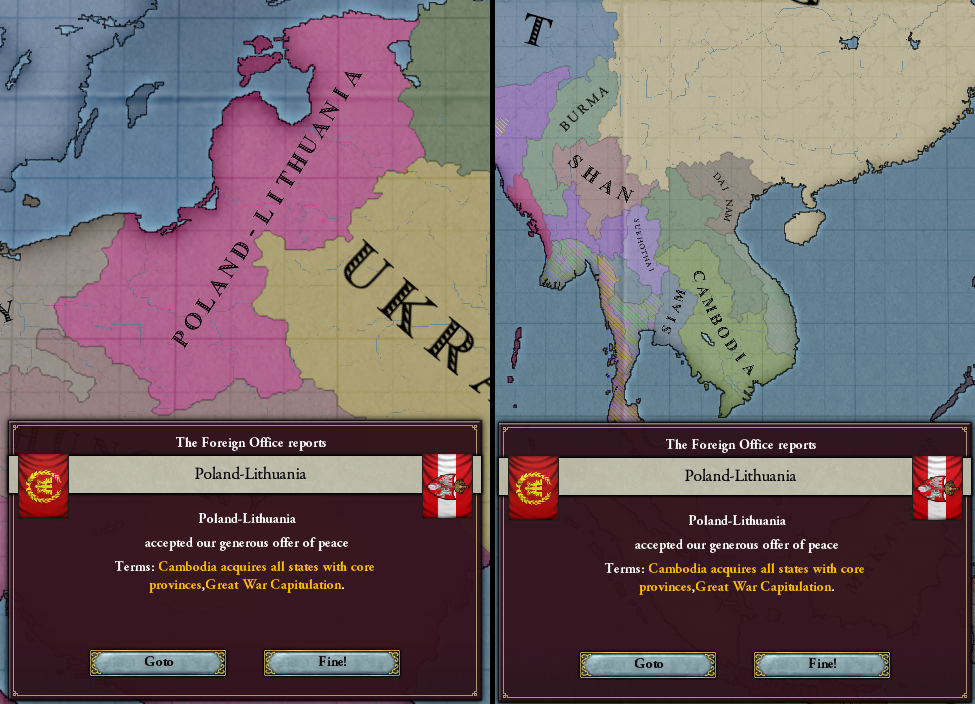 POLAND-LITHUANIA
UKRA
Y
The Foreign Office reports
Poland-Lithuania
Poland-Lithuania
accepted our generous offer of peace
Terms: Cambodia acquires all states with core
provinces,Great War Capitulation.
Goto
Fine!
T
BURMA
SHAN
DAI NAM
SUKHOTHAI
SIAM
CAMBODIA
The Foreign Office reports
Poland-Lithuania
Poland-Lithuania
accepted our generous offer of peace
Terms: Cambodia acquires all states with core
provinces,Great War Capitulation.
Goto
Fine!